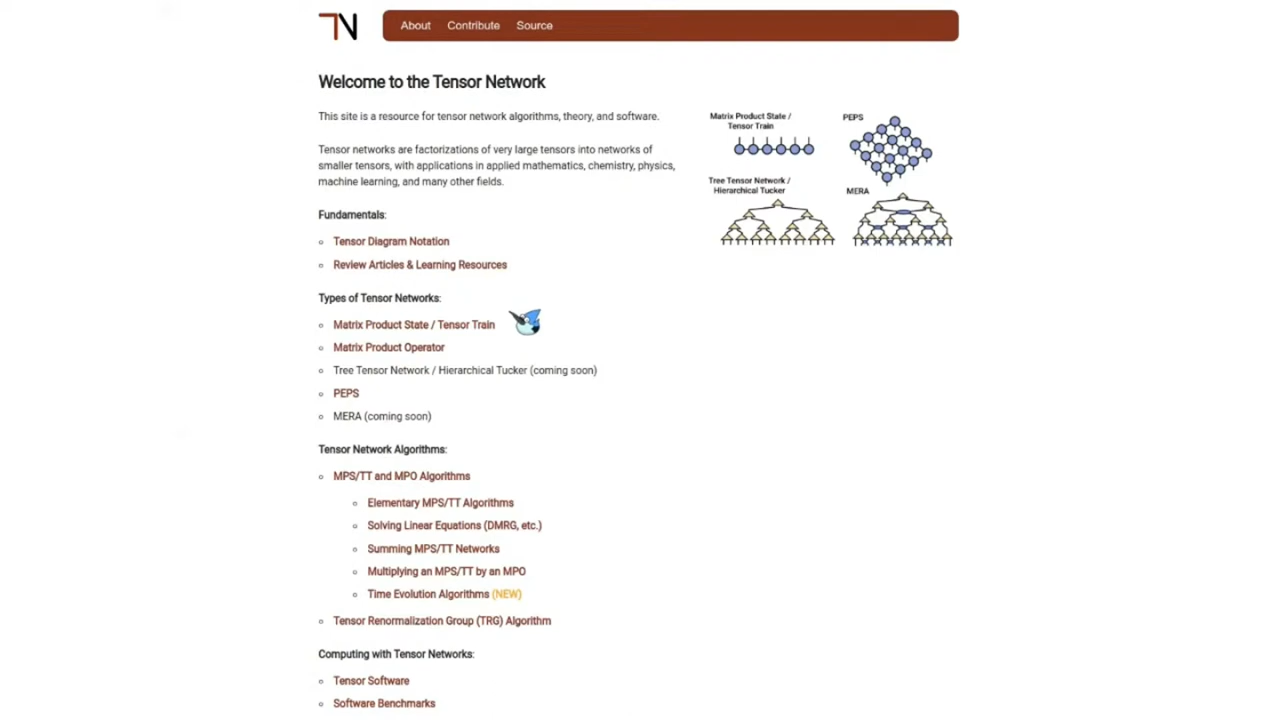 TN
About Contribute Source
Welcome to the Tensor Network
This site is a resource for tensor network algorithms, theory, and software.
Tensor networks are factorizations of very large tensors into networks of
smaller tensors, with applications in applied mathematics, chemistry, physics,
machine learning, and many other fields.
Matrix Product State /
Tensor Train
PEPS
Tree Tensor Network /
Hierarchical Tucker
MERA
Fundamentals:
Tensor Diagram Notation
Review Articles & Learning Resources
Types of Tensor Networks:
Matrix Product State / Tensor Train
Matrix Product Operator
Tree Tensor Network / Hierarchical Tucker (coming soon)
PEPS
MERA (coming soon)
Tensor Network Algorithms:
MPS/TT and MPO Algorithms
Elementary MPS/TT Algorithms
Solving Linear Equations (DMRG, etc.)
Summing MPS/TT Networks
Multiplying an MPS/TT by an MPO
Time Evolution Algorithms (NEW)
Tensor Renormalization Group (TRG) Algorithm
Computing with Tensor Networks:
Tensor Software
Software Benchmarks